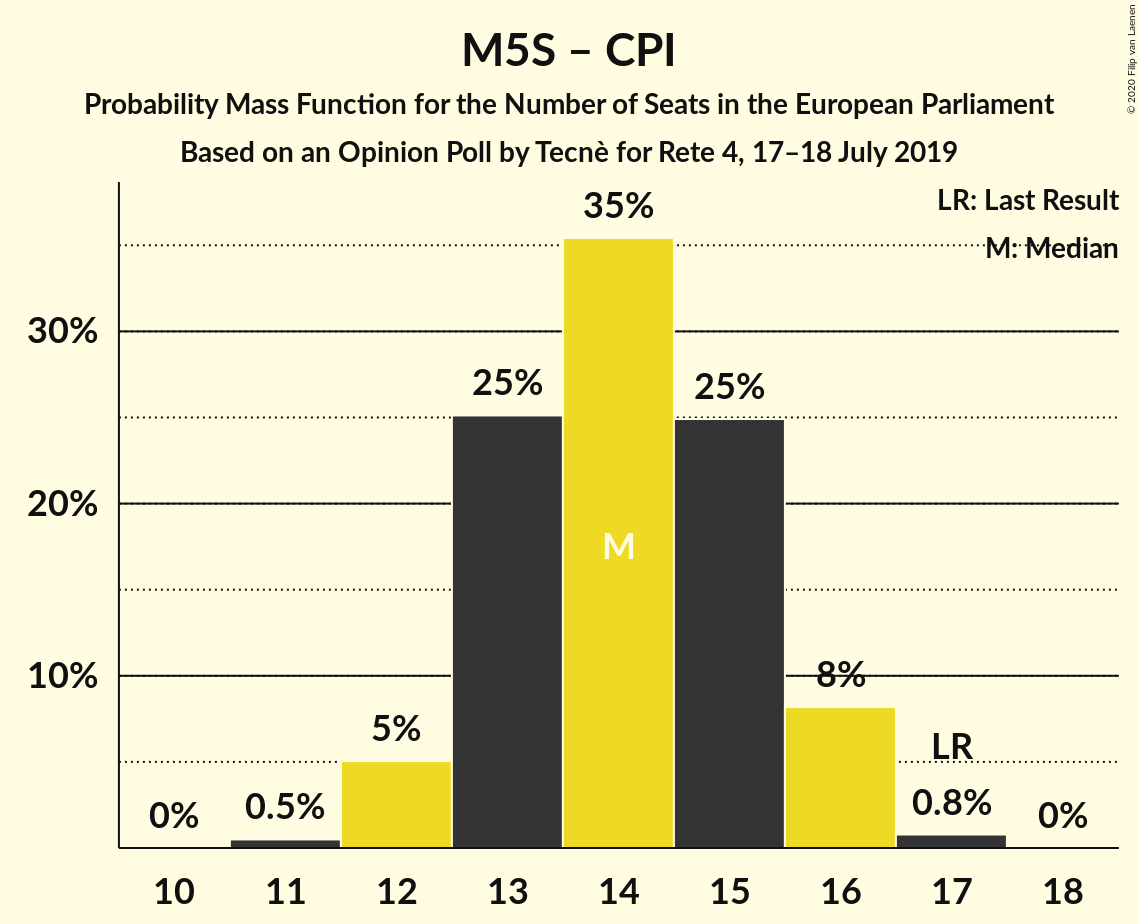 M5S – CPI
Probability Mass Function for the Number of Seats in the European Parliament
Based on an Opinion Poll by Tecnè for Rete 4, 17–18 July 2019
© 2020 Filip van Laenen
LR: Last Result
M: Median
35%
30%
25%
25%
20%
M
10%
8%
5%
LR
0%
0.5%
0.8%
0%
10 11 12 13 14 15 16 17 18